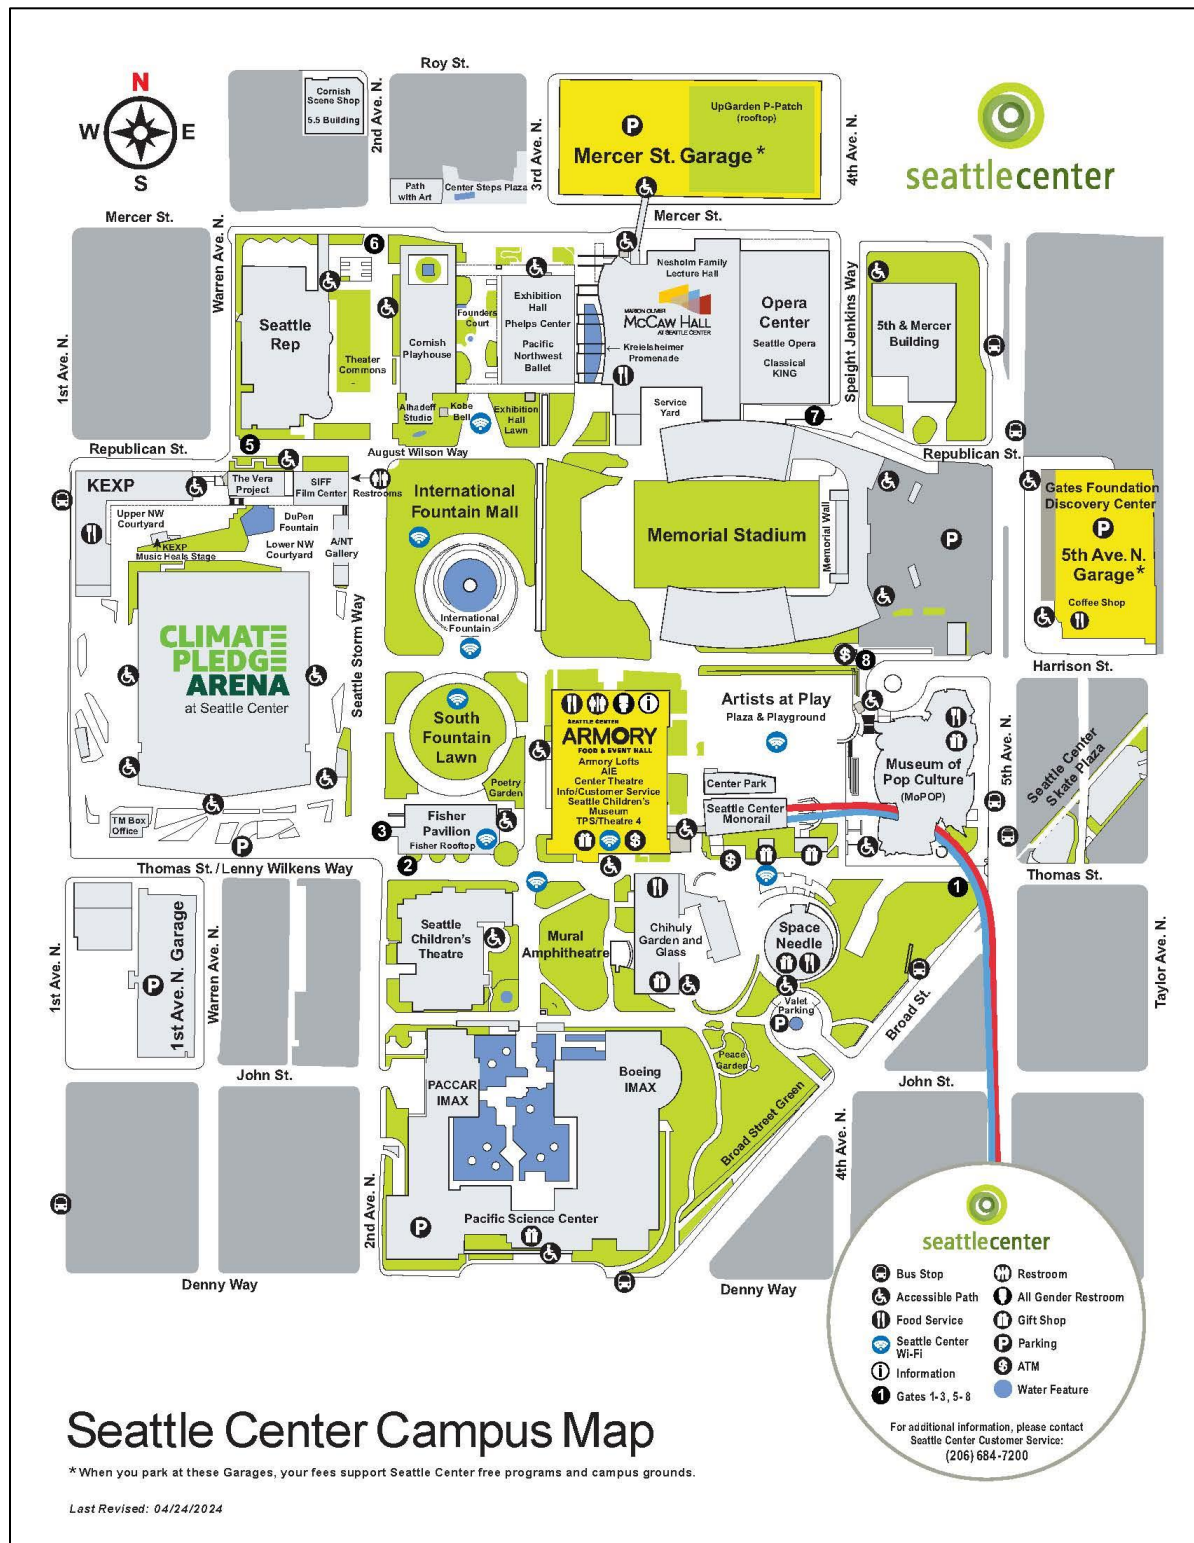 Roy St.
N
W
E
S
Cornish
Scene Shop
5.5 Building
2nd Ave. N.
Path
with Art
Center Steps Plaza
3rd Ave. N.
P
UpGarden P-Patch
(rooftop)
Mercer St. Garage*
4th Ave. N.
seattlecenter
Mercer St.
Mercer St.
Warren Ave. N.
1st Ave. N.
6
Seattle
Rep
Theater
Commons
Cornish
Playhouse
Founders
Court
Exhibition
Hall
Phelps Center
Pacific
Northwest
Ballet
Nesholm Family
Lecture Hall
MARION OLIVER
McCAW HALL
AT SEATTLE CENTER
Kreielsheimer
Promenade
Opera
Center
Seattle Opera
Classical
KING
Speight Jenkins Way
5th & Mercer
Building
Alhadeff
Studio
Kobe
Bell
Exhibition
Hall
Lawn
Service
Yard
7
Republican St.
5
August Wilson Way
Republican St.
KEXP
The Vera
Project
SIFF
Film Center
Restrooms
International
Fountain Mall
Upper NW
Courtyard
DuPen
Fountain
KEXP
Music Heals Stage
Lower NW
Courtyard
A/NT
Gallery
Memorial Stadium
Memorial Wall
P
Gates Foundation
Discovery Center
P
5th Ave. N.
Garage*
Coffee Shop
International
Fountain
CLIMATE
PLEDGE
ARENA
at Seattle Center
Seattle Storm Way
$
8
Harrison St.
South
Fountain
Lawn
Poetry
Garden
i
SEATTLE CENTER
ARMORY
FOOD & EVENT HALL
Armory Lofts
AIE
Center Theatre
Info/Customer Service
Seattle Children's
Museum
TPS/Theatre 4
$
Artists at Play
Plaza & Playground
Center Park
Seattle Center
Monorail
Museum of
Pop Culture
(MoPOP)
5th Ave. N.
Seattle Center
Skate Plaza
TM Box
Office
P
3
Fisher
Pavilion
Fisher Rooftop
2
$
Thomas St. / Lenny Wilkens Way
Thomas St.
1
1st Ave. N.
1st Ave. N. Garage
P
Warren Ave. N.
Seattle
Children's
Theatre
Mural
Amphitheatre
Chihuly
Garden and
Glass
Space
Needle
Valet
Parking
P
Broad St.
Taylor Ave. N.
John St.
John St.
PACCAR
IMAX
Boeing
IMAX
Peace
Garden
Broad Street Green
4th Ave. N.
2nd Ave. N.
P
Pacific Science Center
Denny Way
Denny Way
seattlecenter
Bus Stop
Accessible Path
Food Service
Seattle Center
Wi-Fi
i
Information
1
Gates 1-3, 5-8
Restroom
All Gender Restroom
Gift Shop
P
Parking
$
ATM
Water Feature
For additional information, please contact
Seattle Center Customer Service:
(206) 684-7200
Seattle Center Campus Map
*When you park at these Garages, your fees support Seattle Center free programs and campus grounds.
Last Revised: 04/24/2024